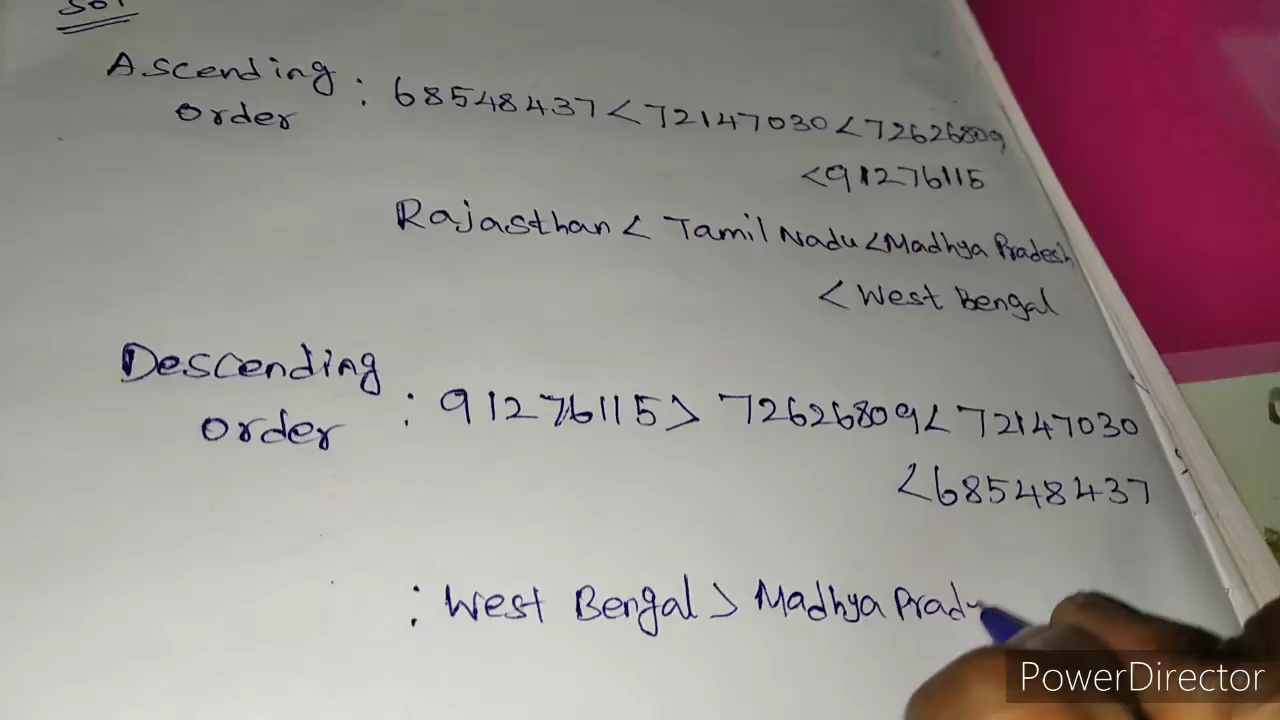 Sol
Ascending order : 68548437 < 72147030 < 72626809
< 91276115
Rajasthan < Tamil Nadu < Madhya Pradesh
< West Bengal
Descending order : 91276115 > 72626809 < 72147030
< 68548437
: West Bengal > Madhya Prad
PowerDirector